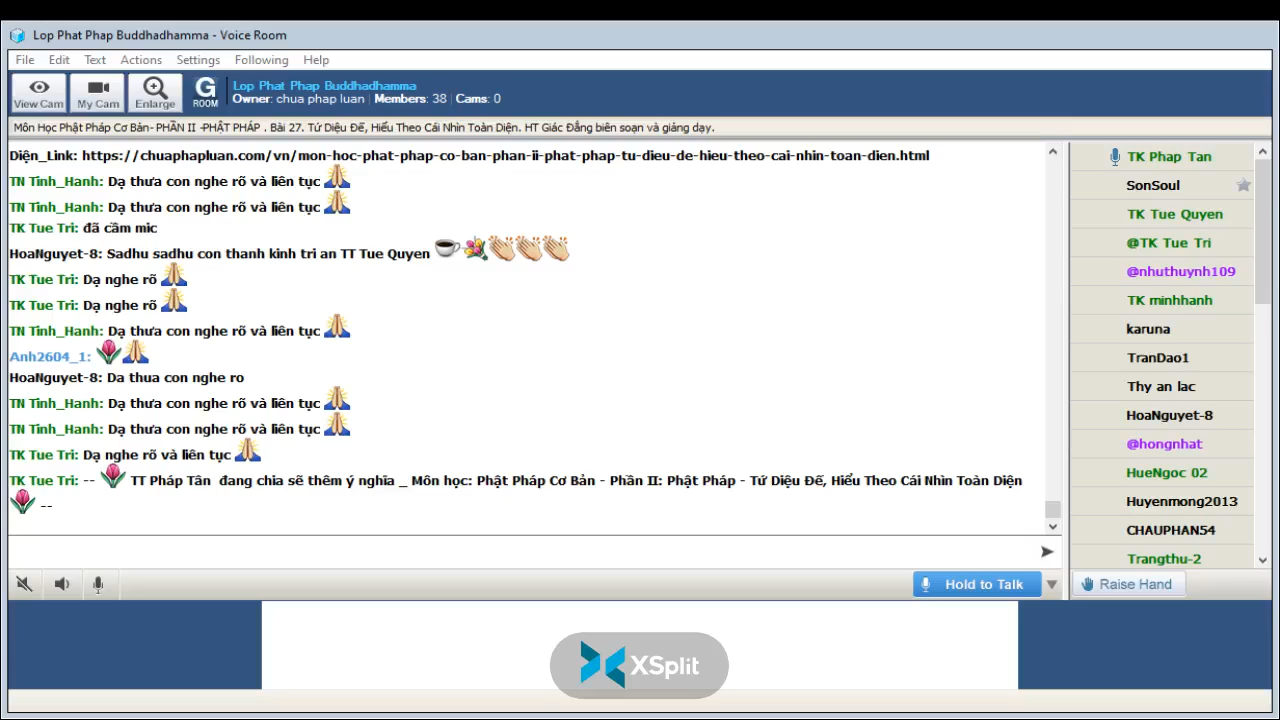 Lop Phat Phap Buddhadhamma - Voice Room
File Edit Text Actions Settings Following Help
View Cam My Cam Enlarge G ROOM
Lop Phat Phap Buddhadhamma
Owner: chua phap luan | Members: 38 | Cams: 0
Môn Học Phật Pháp Cơ Bản- PHẦN II -PHẬT PHÁP . Bài 27. Tứ Diệu Đế, Hiểu Theo Cái Nhìn Toàn Diện. HT Giác Đẳng biên soạn và giảng dạy.
Diện_Link: https://chuaphapluan.com/vn/mon-hoc-phat-phap-co-ban-phan-ii-phat-phap-tu-dieu-de-hieu-theo-cai-nhin-toan-dien.html
TN Tinh_Hanh: Dạ thưa con nghe rõ và liên tục
TN Tinh_Hanh: Dạ thưa con nghe rõ và liên tục
TK Tue Tri: đã cầm mic
HoaNguyet-8: Sadhu sadhu con thanh kinh tri an TT Tue Quyen
TK Tue Tri: Dạ nghe rõ
TK Tue Tri: Dạ nghe rõ
TN Tinh_Hanh: Dạ thưa con nghe rõ và liên tục
Anh2604_1:
HoaNguyet-8: Da thua con nghe ro
TN Tinh_Hanh: Dạ thưa con nghe rõ và liên tục
TN Tinh_Hanh: Dạ thưa con nghe rõ và liên tục
TK Tue Tri: Dạ nghe rõ và liên tục
TK Tue Tri: -- TT Pháp Tân đang chia sẽ thêm ý nghĩa _ Môn học: Phật Pháp Cơ Bản - Phần II: Phật Pháp - Tứ Diệu Đế, Hiểu Theo Cái Nhìn Toàn Diện
--
TK Phap Tan
SonSoul
TK Tue Quyen
@TK Tue Tri
@nhuthuynh109
TK minhhanh
karuna
TranDao1
Thy an lac
HoaNguyet-8
@hongnhat
HueNgoc 02
Huyenmong2013
CHAUPHAN54
Trangthu-2
Hold to Talk
Raise Hand
XSplit